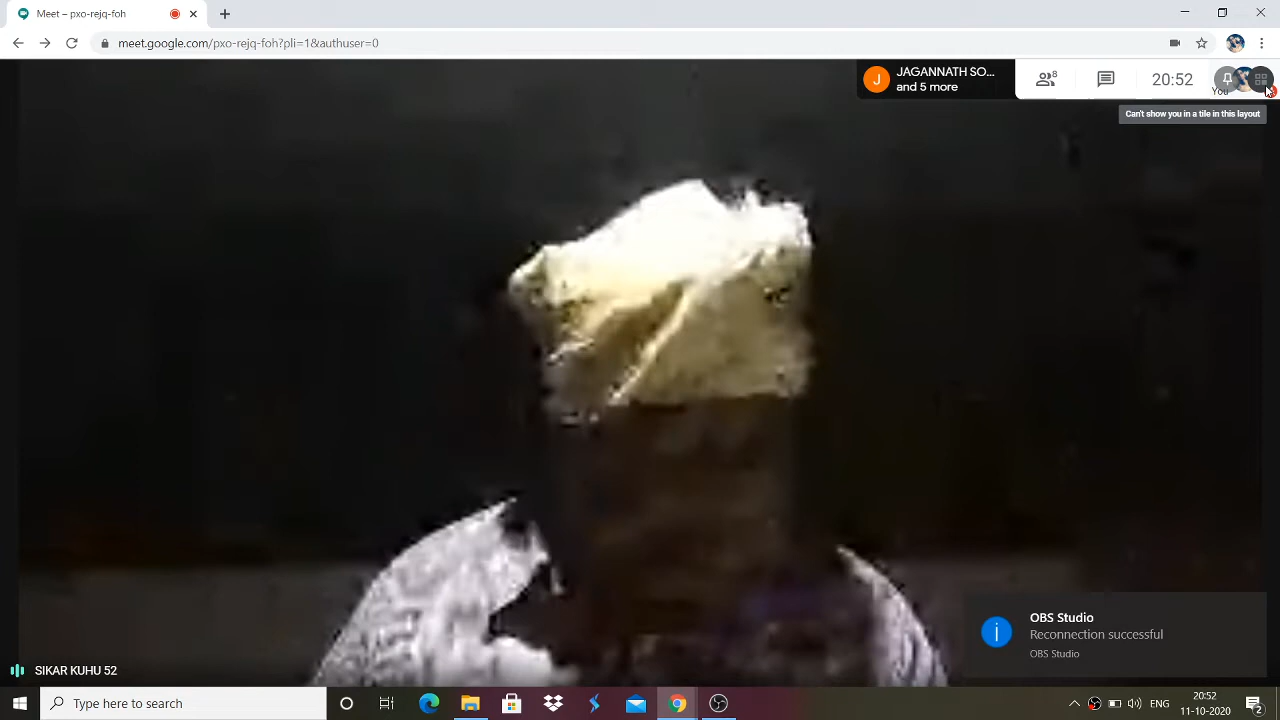 Meet – pxo-rejq-foh
meet.google.com/pxo-rejq-foh?pli=1&authuser=0
JAGANNATH SO...
and 5 more
J
8
20:52
You
Can't show you in a tile in this layout
OBS Studio
Reconnection successful
OBS Studio
SIKAR KUHU 52
Type here to search
ENG
20:52
11-10-2020
2